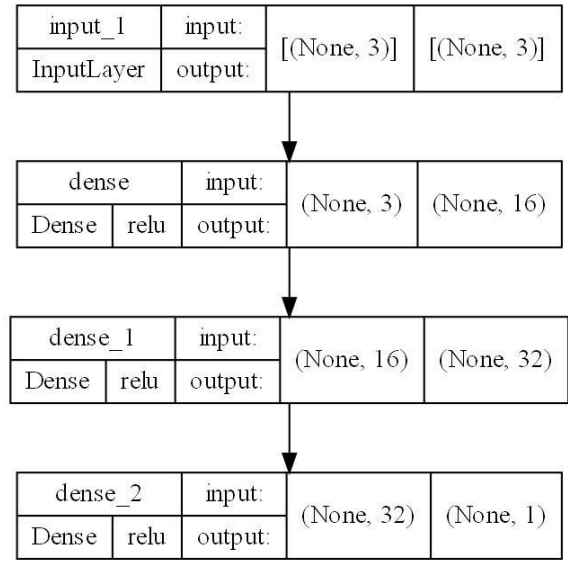 input_1 input: [(None, 3)] [(None, 3)]
InputLayer output:
dense input: (None, 3) (None, 16)
Dense relu output:
dense_1 input: (None, 16) (None, 32)
Dense relu output:
dense_2 input: (None, 32) (None, 1)
Dense relu output: